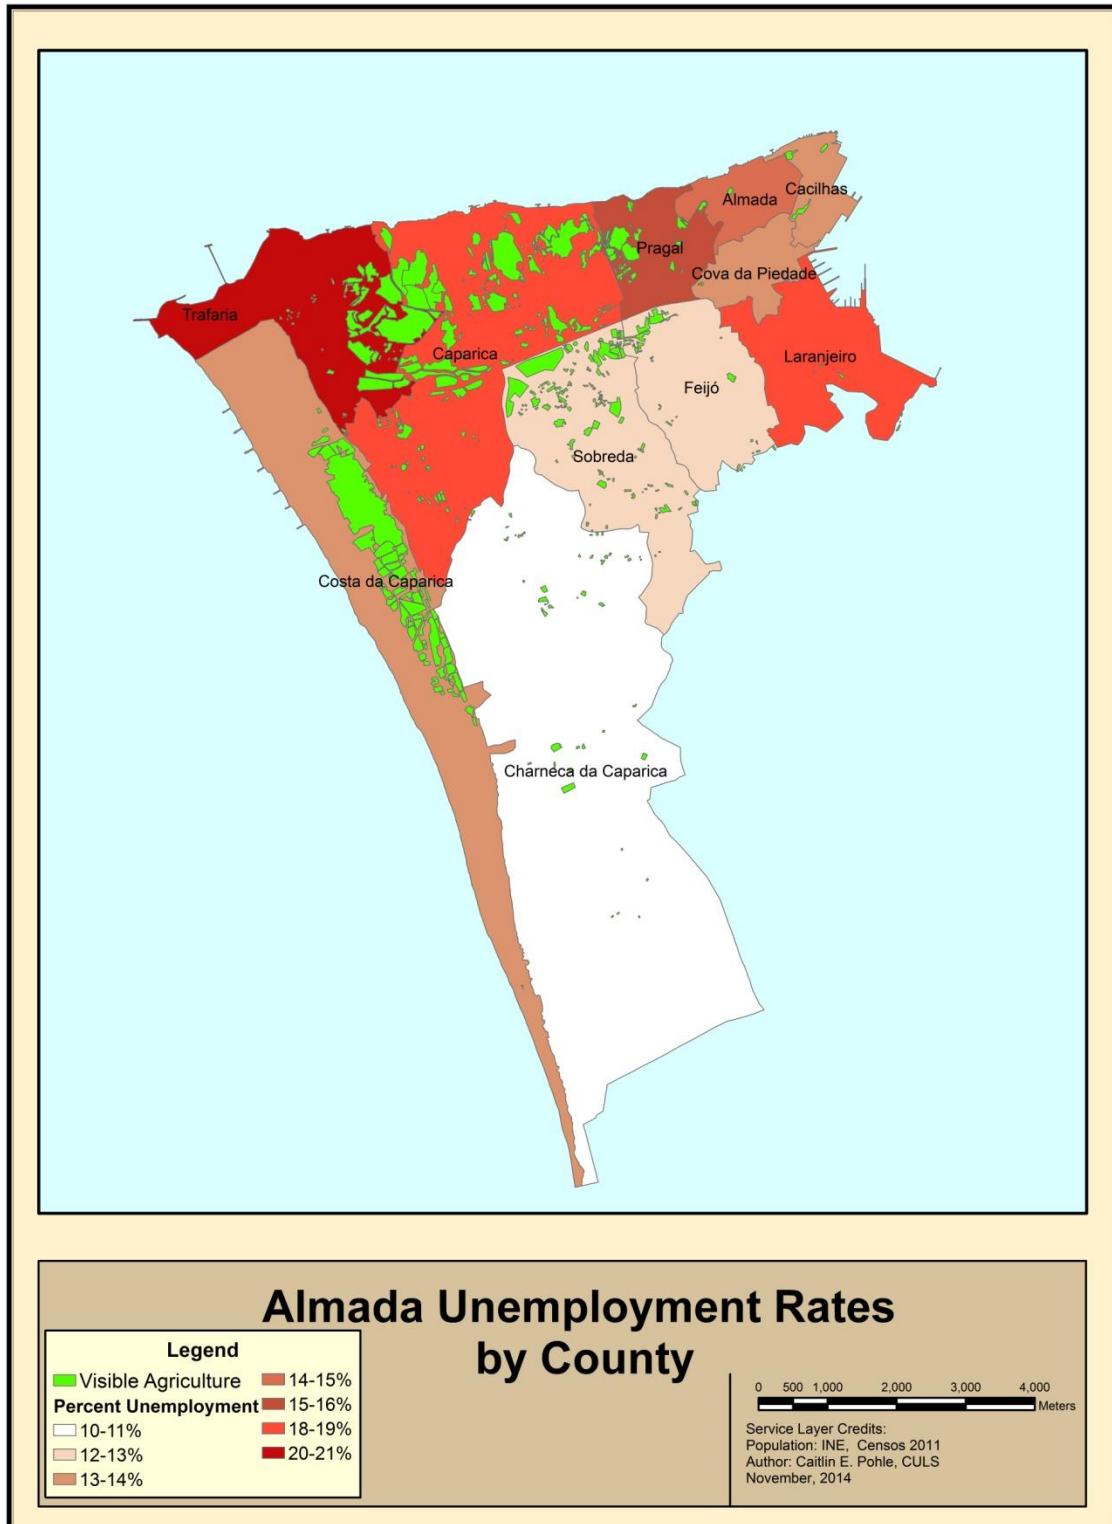 Cacilhas
Almada
Pragal
Cova da Piedade
Trafaria
Caparica
Laranjeiro
Feijó
Sobreda
Costa da Caparica
Charneca da Caparica
Almada Unemployment Rates
by County
Legend
Visible Agriculture
Percent Unemployment
10-11%
12-13%
13-14%
14-15%
15-16%
18-19%
20-21%
0 500 1,000 2,000 3,000 4,000
Meters
Service Layer Credits:
Population: INE, Censos 2011
Author: Caitlin E. Pohle, CULS
November, 2014